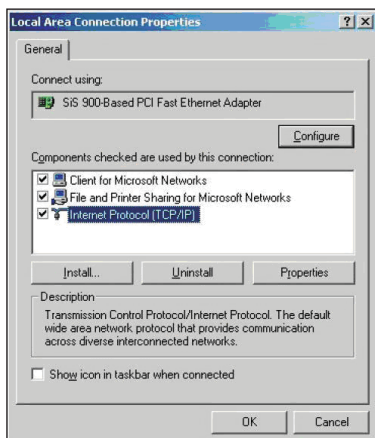 Local Area Connection Properties
General
Connect using:
SiS 900-Based PCI Fast Ethernet Adapter
Configure
Components checked are used by this connection:
Client for Microsoft Networks
File and Printer Sharing for Microsoft Networks
Internet Protocol (TCP/IP)
Install... Uninstall Properties
Description
Transmission Control Protocol/Internet Protocol. The default
wide area network protocol that provides communication
across diverse interconnected networks.
Show icon in taskbar when connected
OK Cancel